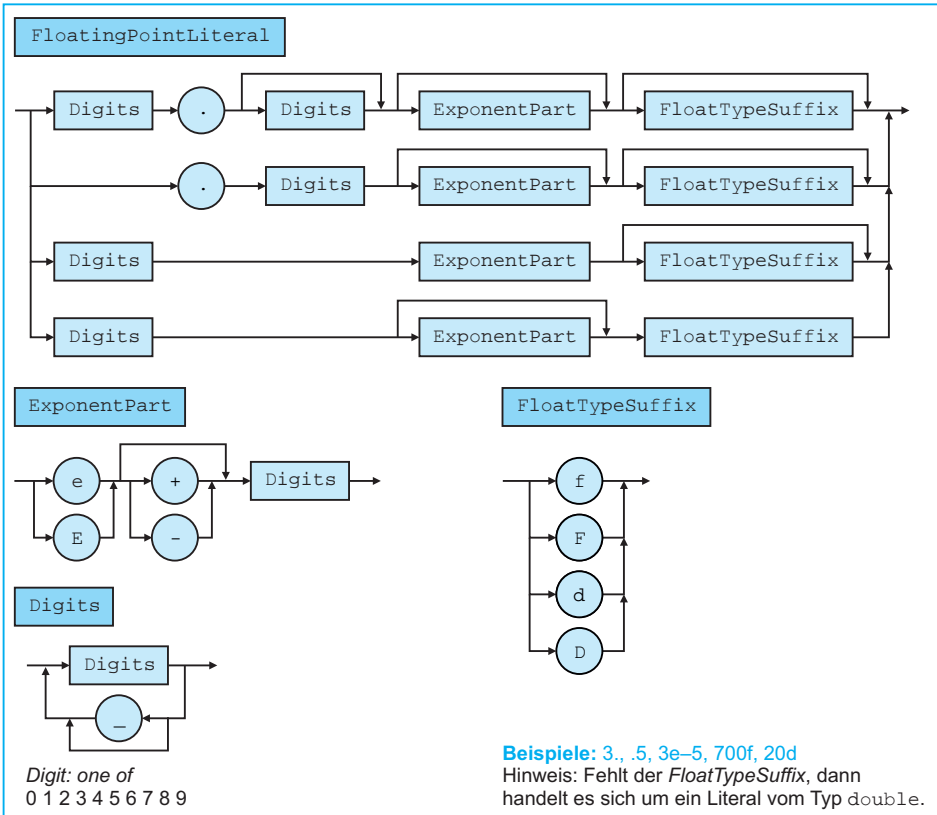 FloatingPointLiteral
Digits . Digits ExponentPart FloatTypeSuffix
. Digits ExponentPart FloatTypeSuffix
Digits ExponentPart FloatTypeSuffix
Digits ExponentPart FloatTypeSuffix
ExponentPart
e + Digits
E -
FloatTypeSuffix
f
F
d
D
Digits
Digits
_
Digit: one of
0 1 2 3 4 5 6 7 8 9
Beispiele: 3., .5, 3e–5, 700f, 20d
Hinweis: Fehlt der FloatTypeSuffix, dann
handelt es sich um ein Literal vom Typ double.